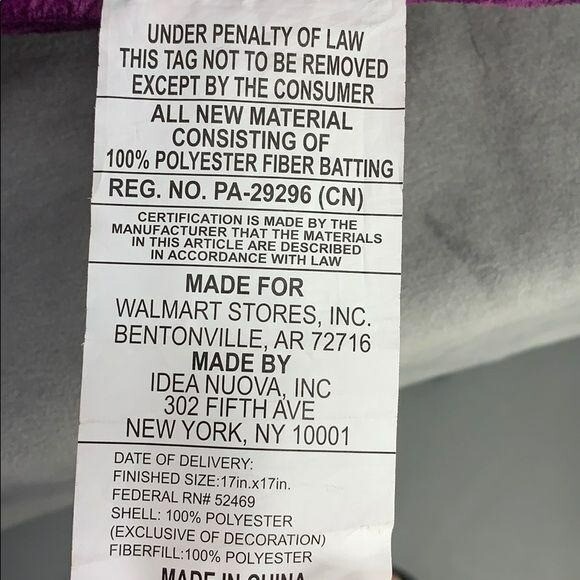 UNDER PENALTY OF LAW
THIS TAG NOT TO BE REMOVED
EXCEPT BY THE CONSUMER
ALL NEW MATERIAL
CONSISTING OF
100% POLYESTER FIBER BATTING
REG. NO. PA-29296 (CN)
CERTIFICATION IS MADE BY THE
MANUFACTURER THAT THE MATERIALS
IN THIS ARTICLE ARE DESCRIBED
IN ACCORDANCE WITH LAW
MADE FOR
WALMART STORES, INC.
BENTONVILLE, AR 72716
MADE BY
IDEA NUOVA, INC
302 FIFTH AVE
NEW YORK, NY 10001
DATE OF DELIVERY:
FINISHED SIZE:17in.x17in.
FEDERAL RN# 52469
SHELL: 100% POLYESTER
(EXCLUSIVE OF DECORATION)
FIBERFILL:100% POLYESTER
MADE IN CHINA